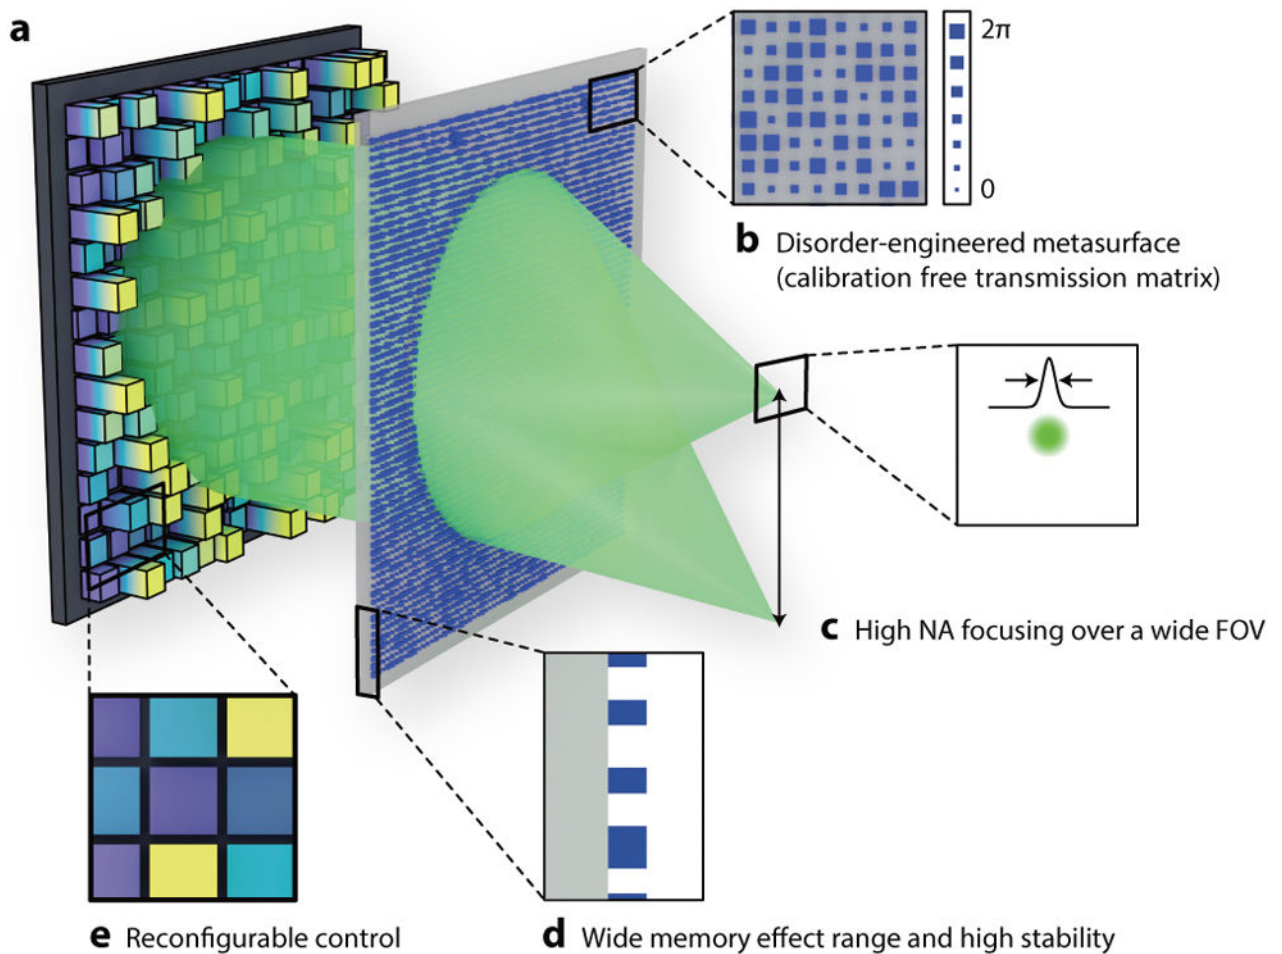 a
2π
0
b Disorder-engineered metasurface
(calibration free transmission matrix)
c High NA focusing over a wide FOV
e Reconfigurable control
d Wide memory effect range and high stability